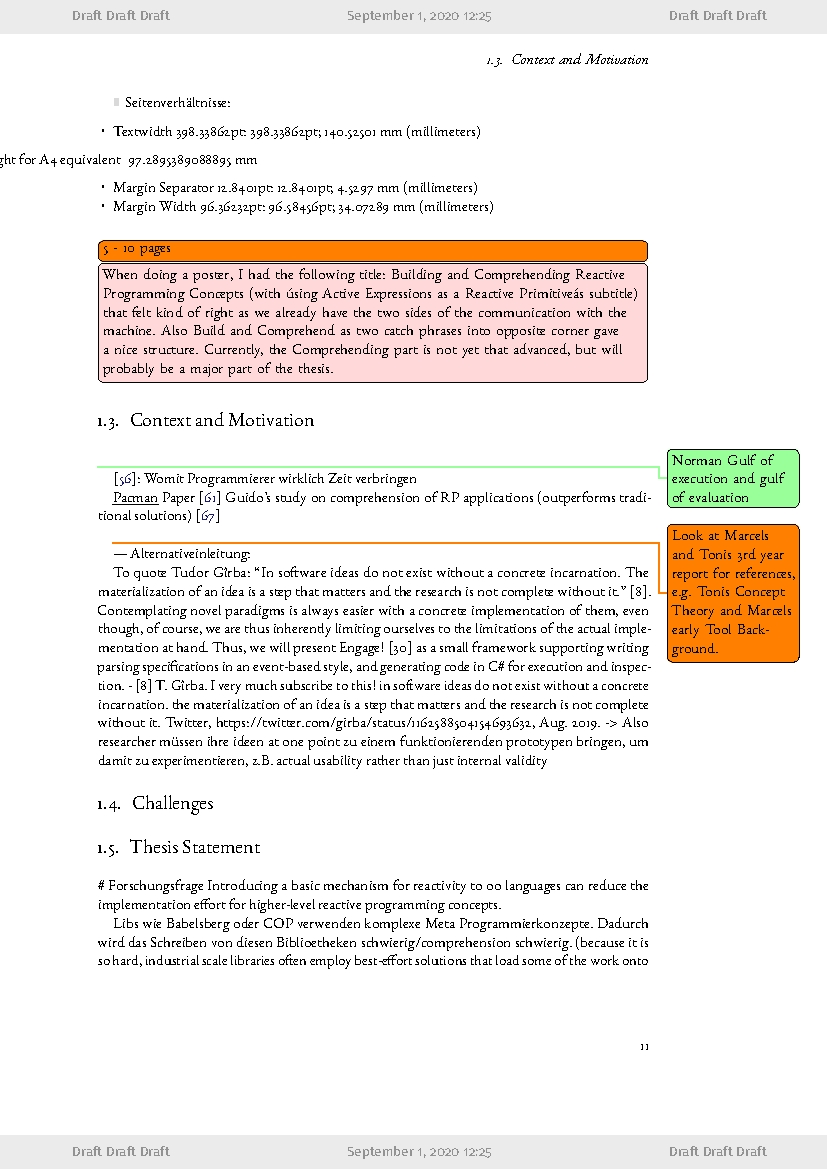 Draft Draft Draft September 1, 2020 12:25 Draft Draft Draft
1.3. Context and Motivation
Seitenverhältnisse:
• Textwidth 398.33862pt: 398.33862pt; 140.52501 mm (millimeters)
ght for A4 equivalent 97.2895389088895 mm
• Margin Separator 12.8401pt: 12.8401pt; 4.5297 mm (millimeters)
• Margin Width 96.36232pt: 96.58456pt; 34.07289 mm (millimeters)
5 - 10 pages
When doing a poster, I had the following title: Building and Comprehending Reactive
Programming Concepts (with úsing Active Expressions as a Reactive Primitiveás subtitle)
that felt kind of right as we already have the two sides of the communication with the
machine. Also Build and Comprehend as two catch phrases into opposite corner gave
a nice structure. Currently, the Comprehending part is not yet that advanced, but will
probably be a major part of the thesis.
1.3. Context and Motivation
[56]: Womit Programmierer wirklich Zeit verbringen
Pacman Paper [61] Guido's study on comprehension of RP applications (outperforms tradi-
tional solutions) [67]
Norman Gulf of
execution and gulf
of evaluation
— Alternativeinleitung:
To quote Tudor Gîrba: “In software ideas do not exist without a concrete incarnation. The
materialization of an idea is a step that matters and the research is not complete without it.” [8].
Contemplating novel paradigms is always easier with a concrete implementation of them, even
though, of course, we are thus inherently limiting ourselves to the limitations of the actual imple-
mentation at hand. Thus, we will present Engage! [30] as a small framework supporting writing
parsing specifications in an event-based style, and generating code in C# for execution and inspec-
tion. - [8] T. Gîrba. I very much subscribe to this! in software ideas do not exist without a concrete
incarnation. the materialization of an idea is a step that matters and the research is not complete
without it. Twitter, https://twitter.com/girba/status/1162588504154693632, Aug. 2019. -> Also
researcher müssen ihre ideen at one point zu einem funktionierenden prototypen bringen, um
damit zu experimentieren, z.B. actual usability rather than just internal validity
Look at Marcels
and Tonis 3rd year
report for references,
e.g. Tonis Concept
Theory and Marcels
early Tool Back-
ground.
1.4. Challenges
1.5. Thesis Statement
# Forschungsfrage Introducing a basic mechanism for reactivity to oo languages can reduce the
implementation effort for higher-level reactive programming concepts.
Libs wie Babelsberg oder COP verwenden komplexe Meta Programmierkonzepte. Dadurch
wird das Schreiben von diesen Biblioetheken schwierig/comprehension schwierig. (because it is
so hard, industrial scale libraries often employ best-effort solutions that load some of the work onto
11
Draft Draft Draft September 1, 2020 12:25 Draft Draft Draft